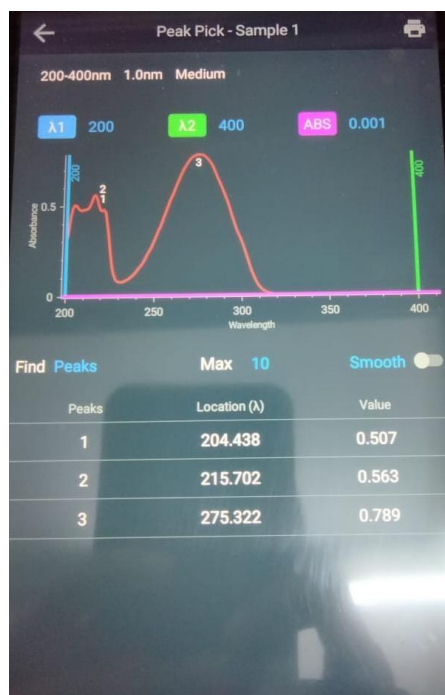 Peak Pick - Sample 1
200-400nm 1.0nm Medium
λ1 200 λ2 400 ABS 0.001
200
400
3
2
1
0.5
0
Absorbance
200 250 300 350 400
Wavelength
Find Peaks Max 10 Smooth
Peaks Location (λ) Value
1 204.438 0.507
2 215.702 0.563
3 275.322 0.789